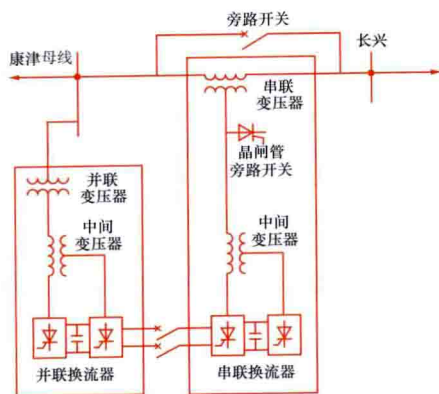 旁路开关
康津母线
长兴
串联
变压器
晶闸管
旁路开关
并联
变压器
中间
变压器
中间
变压器
并联换流器
串联换流器